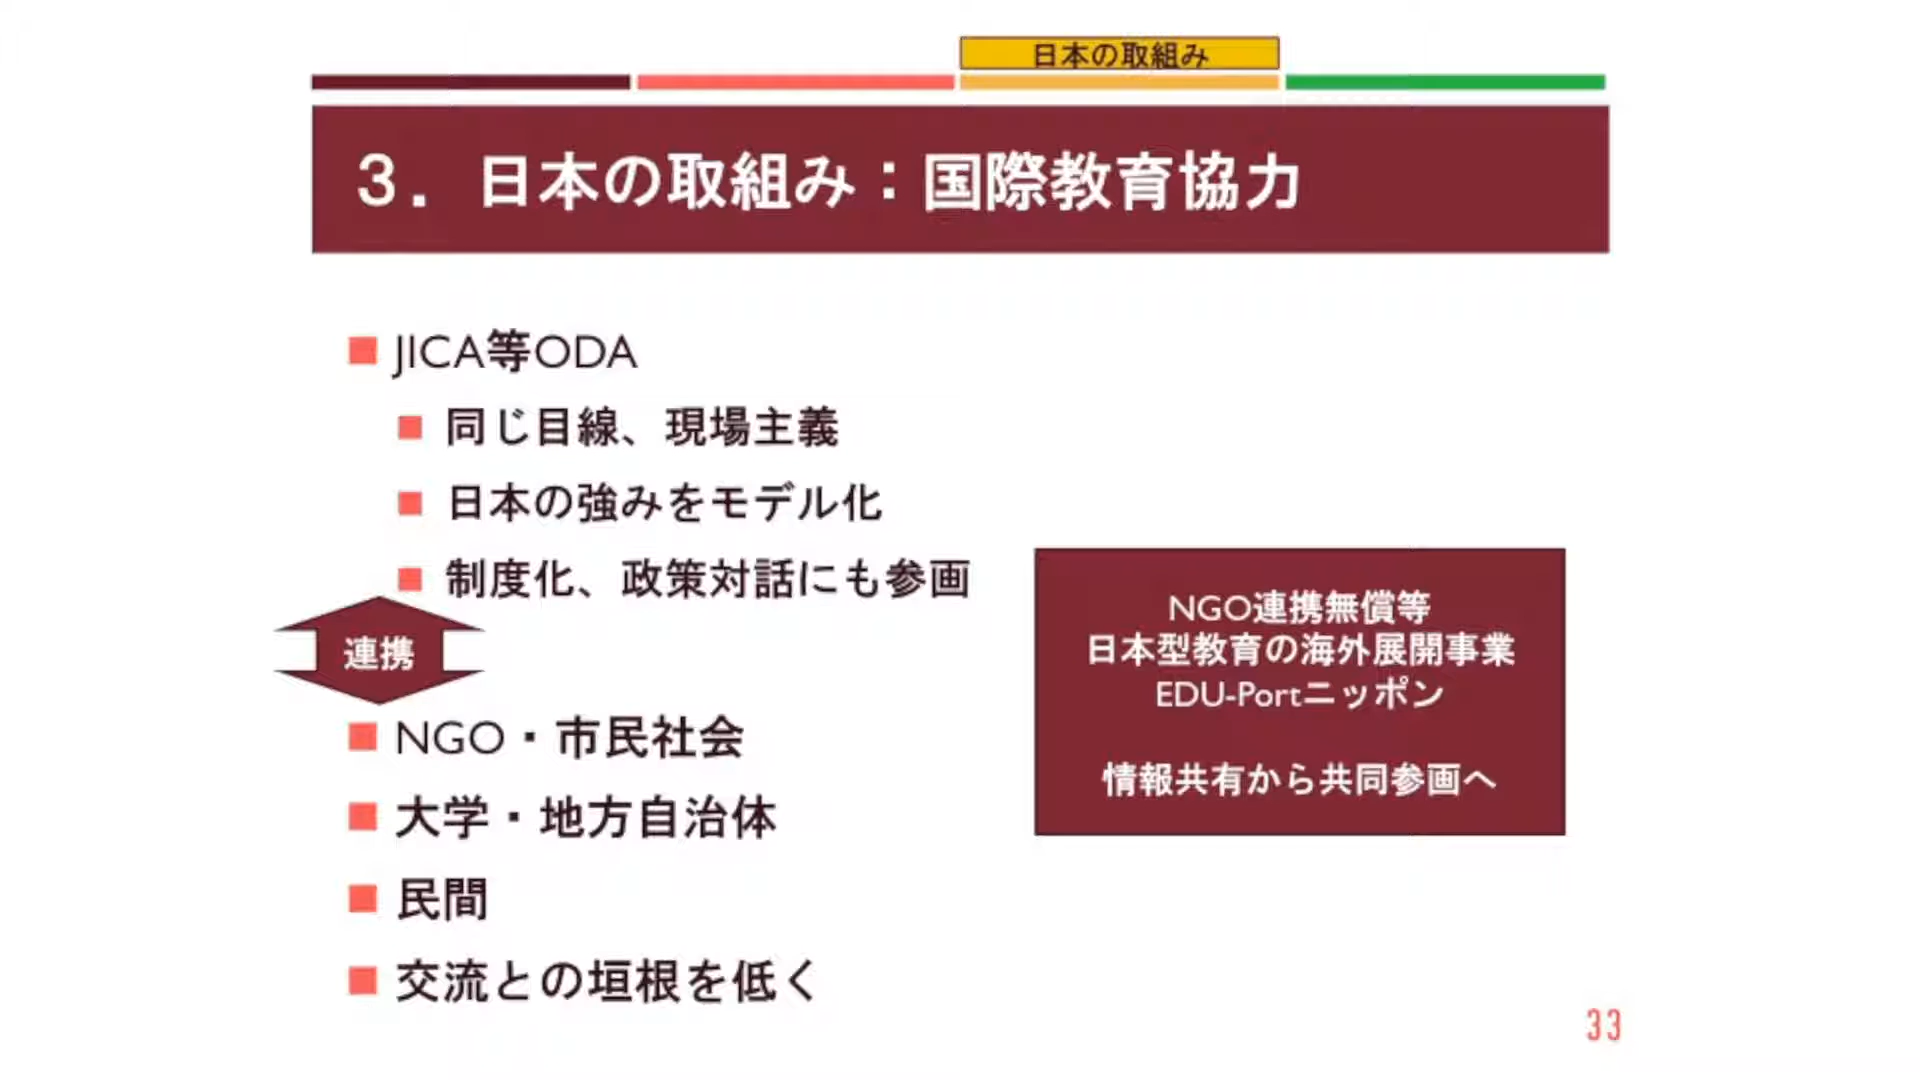 日本の取組み
３．日本の取組み：国際教育協力
JICA等ODA
同じ目線、現場主義
日本の強みをモデル化
制度化、政策対話にも参画
連携
NGO・市民社会
大学・地方自治体
民間
交流との垣根を低く
NGO連携無償等
日本型教育の海外展開事業
EDU-Portニッポン
情報共有から共同参画へ
33